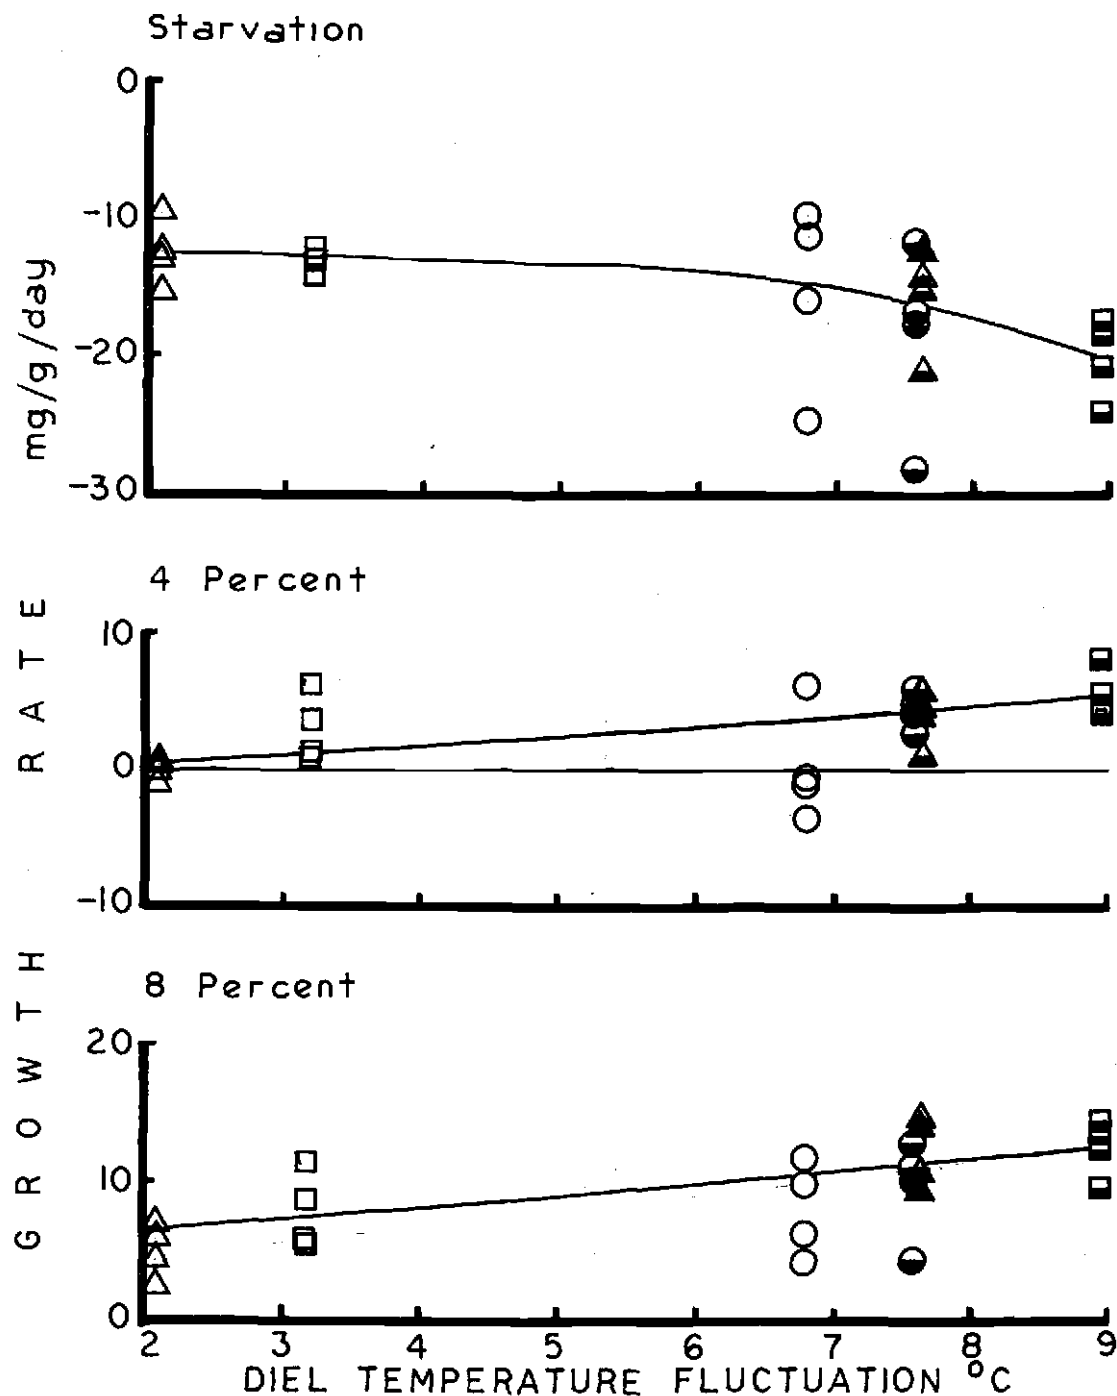 Starvation
0
-10
-20
-30
4 Percent
10
0
-10
8 Percent
20
10
0
2 3 4 5 6 7 8 9
DIEL TEMPERATURE FLUCTUATION °C
GROWTH RATE mg/g/day